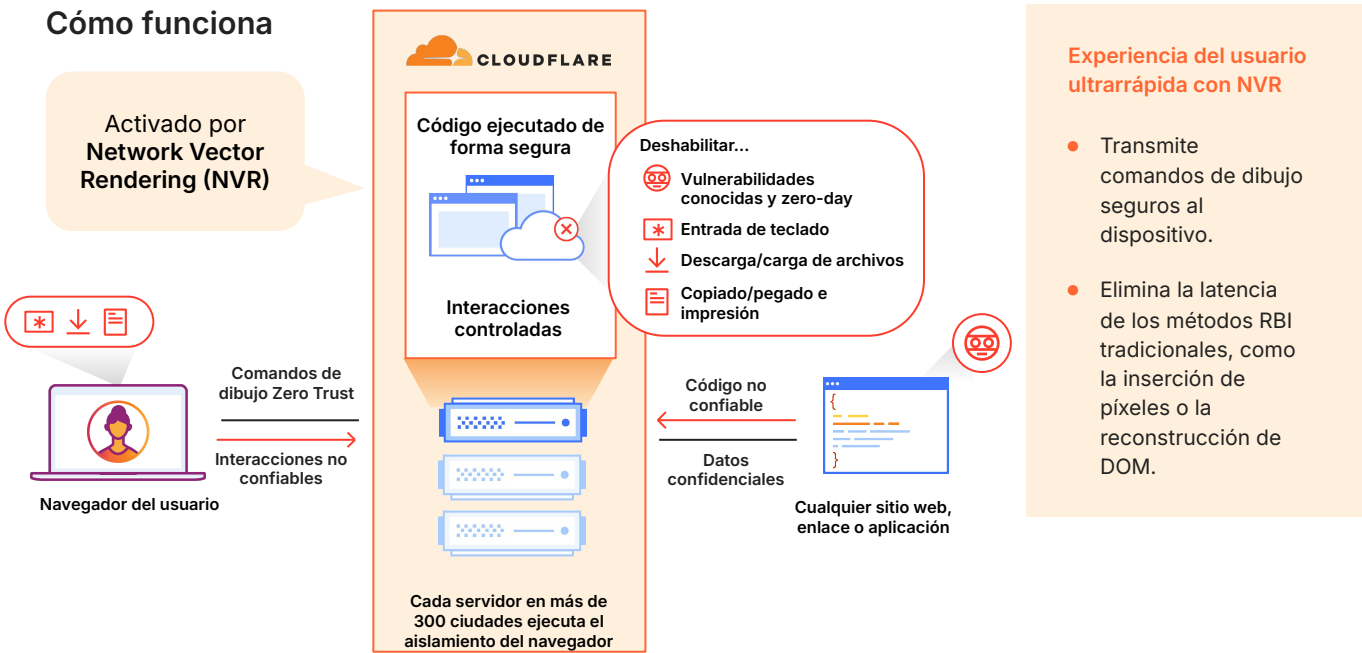 Cómo funciona
Activado por
Network Vector
Rendering (NVR)
CLOUDFLARE
Código ejecutado de
forma segura
Interacciones
controladas
Deshabilitar...
Vulnerabilidades
conocidas y zero-day
Entrada de teclado
Descarga/carga de archivos
Copiado/pegado e
impresión
Comandos de
dibujo Zero Trust
Interacciones no
confiables
Navegador del usuario
Código no
confiable
Datos
confidenciales
Cualquier sitio web,
enlace o aplicación
Cada servidor en más de
300 ciudades ejecuta el
aislamiento del navegador
Experiencia del usuario
ultrarrápida con NVR
Transmite
comandos de dibujo
seguros al
dispositivo.
Elimina la latencia
de los métodos RBI
tradicionales, como
la inserción de
píxeles o la
reconstrucción de
DOM.